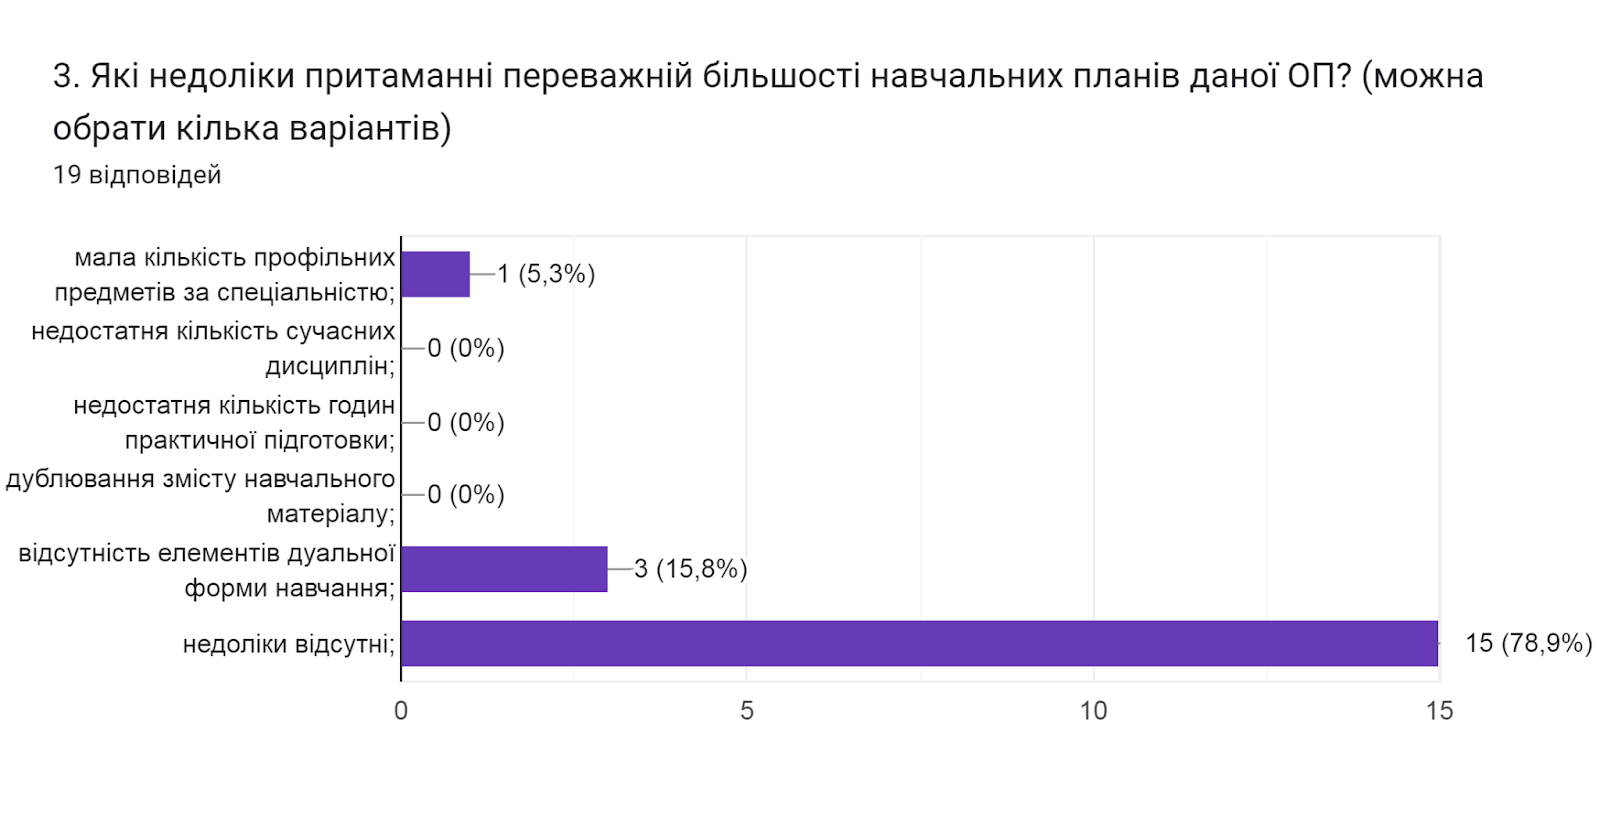 3. Які недоліки притаманні переважній більшості навчальних планів даної ОП? (можна
обрати кілька варіантів)
19 відповідей
мала кількість профільних
предметів за спеціальністю;
1 (5,3%)
недостатня кількість сучасних
дисциплін;
0 (0%)
недостатня кількість годин
практичної підготовки;
0 (0%)
дублювання змісту навчального
матеріалу;
0 (0%)
відсутність елементів дуальної
форми навчання;
3 (15,8%)
недоліки відсутні;
15 (78,9%)
0
5
10
15